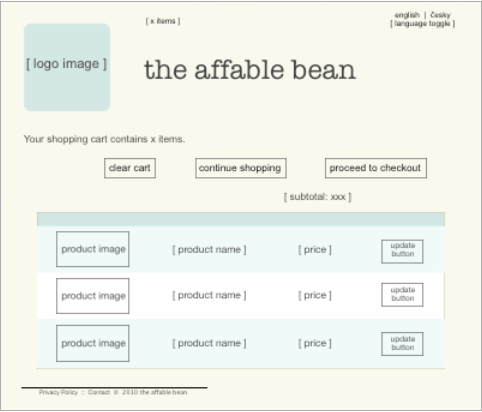 [ x items ]
english | česky
[ language toggle ]
[ logo image ]
the affable bean
Your shopping cart contains x items.
clear cart
continue shopping
proceed to checkout
[ subtotal: xxx ]
product image
[ product name ]
[ price ]
update
button
product image
[ product name ]
[ price ]
update
button
product image
[ product name ]
[ price ]
update
button
Privacy Policy :: Contact © 2010 the affable bean